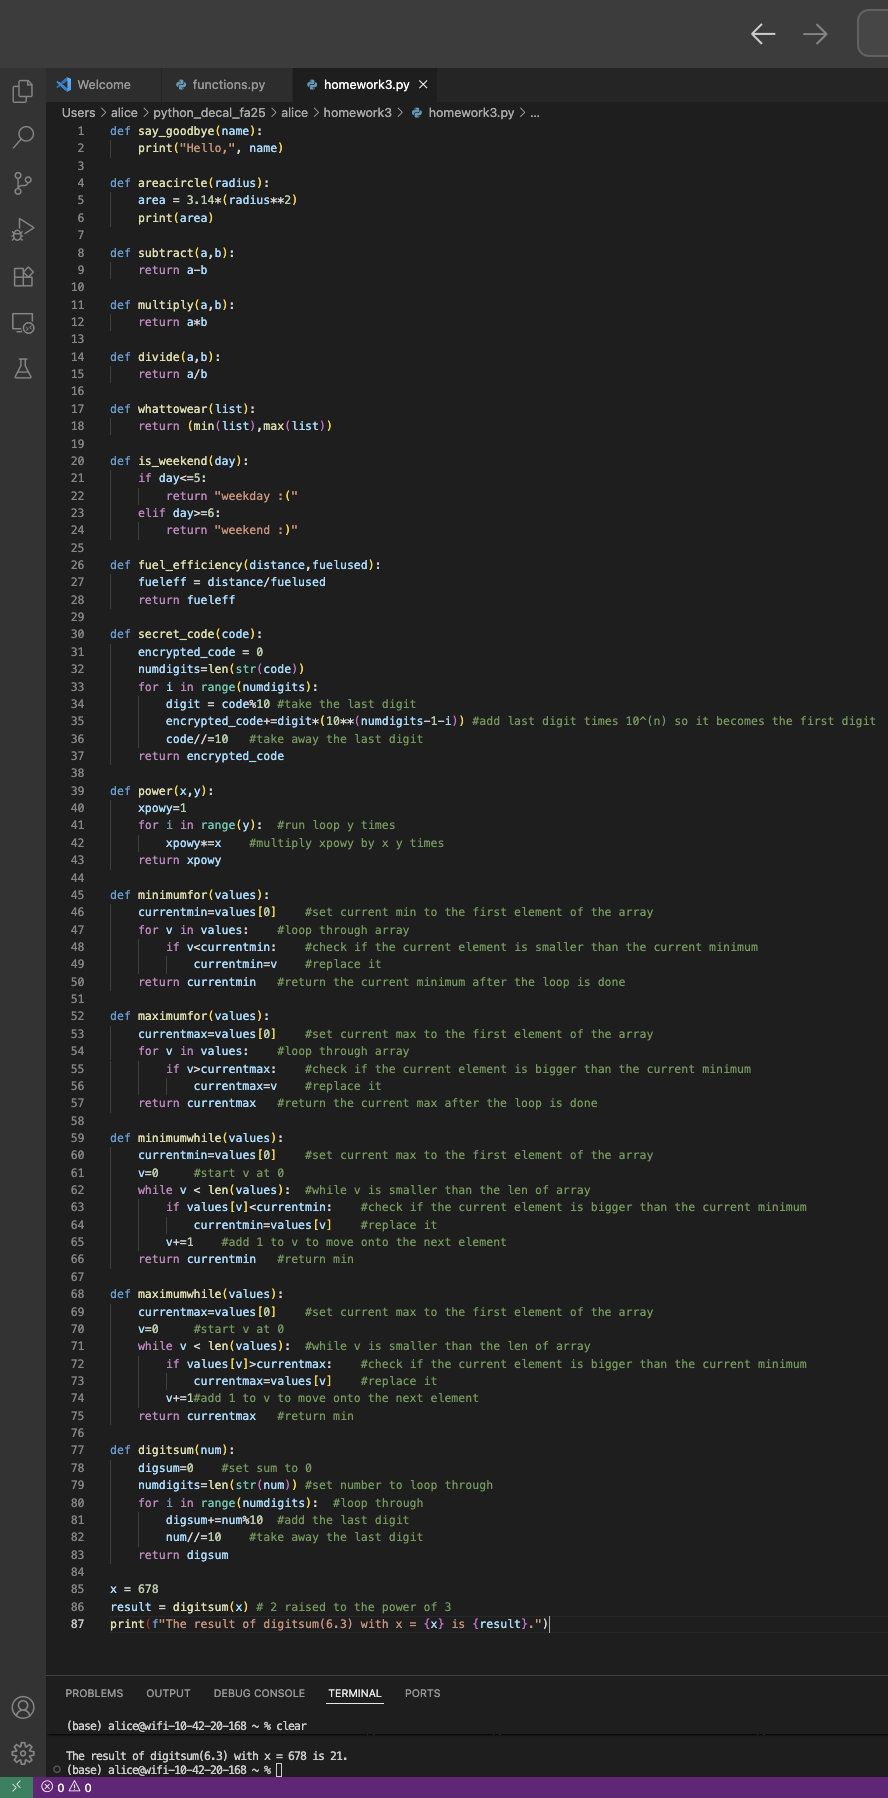 Welcome functions.py homework3.py ×
Users > alice > python_decal_fa25 > alice > homework3 > homework3.py > ...
1 def say_goodbye(name):
2 print("Hello,", name)
3
4 def areacircle(radius):
5 area = 3.14*(radius**2)
6 print(area)
7
8 def subtract(a,b):
9 return a-b
10
11 def multiply(a,b):
12 return a*b
13
14 def divide(a,b):
15 return a/b
16
17 def whattowear(list):
18 return (min(list),max(list))
19
20 def is_weekend(day):
21 if day<=5:
22 return "weekday :("
23 elif day>=6:
24 return "weekend :)"
25
26 def fuel_efficiency(distance,fuelused):
27 fueleff = distance/fuelused
28 return fueleff
29
30 def secret_code(code):
31 encrypted_code = 0
32 numdigits=len(str(code))
33 for i in range(numdigits):
34 digit = code%10 #take the last digit
35 encrypted_code+=digit*(10**(numdigits-1-i)) #add last digit times 10^(n) so it becomes the first digit
36 code//=10 #take away the last digit
37 return encrypted_code
38
39 def power(x,y):
40 xpowy=1
41 for i in range(y): #run loop y times
42 xpowy*=x #multiply xpowy by x y times
43 return xpowy
44
45 def minimumfor(values):
46 currentmin=values[0] #set current min to the first element of the array
47 for v in values: #loop through array
48 if v<currentmin: #check if the current element is smaller than the current minimum
49 currentmin=v #replace it
50 return currentmin #return the current minimum after the loop is done
51
52 def maximumfor(values):
53 currentmax=values[0] #set current max to the first element of the array
54 for v in values: #loop through array
55 if v>currentmax: #check if the current element is bigger than the current minimum
56 currentmax=v #replace it
57 return currentmax #return the current max after the loop is done
58
59 def minimumwhile(values):
60 currentmin=values[0] #set current max to the first element of the array
61 v=0 #start v at 0
62 while v < len(values): #while v is smaller than the len of array
63 if values[v]<currentmin: #check if the current element is bigger than the current minimum
64 currentmin=values[v] #replace it
65 v+=1 #add 1 to v to move onto the next element
66 return currentmin #return min
67
68 def maximumwhile(values):
69 currentmax=values[0] #set current max to the first element of the array
70 v=0 #start v at 0
71 while v < len(values): #while v is smaller than the len of array
72 if values[v]>currentmax: #check if the current element is bigger than the current minimum
73 currentmax=values[v] #replace it
74 v+=1#add 1 to v to move onto the next element
75 return currentmax #return min
76
77 def digitsum(num):
78 digsum=0 #set sum to 0
79 numdigits=len(str(num)) #set number to loop through
80 for i in range(numdigits): #loop through
81 digsum+=num%10 #add the last digit
82 num//=10 #take away the last digit
83 return digsum
84
85 x = 678
86 result = digitsum(x) # 2 raised to the power of 3
87 print(f"The result of digitsum(6.3) with x = {x} is {result}.")
PROBLEMS OUTPUT DEBUG CONSOLE TERMINAL PORTS
(base) alice@wifi-10-42-20-168 ~ % clear
The result of digitsum(6.3) with x = 678 is 21.
(base) alice@wifi-10-42-20-168 ~ %
0 0